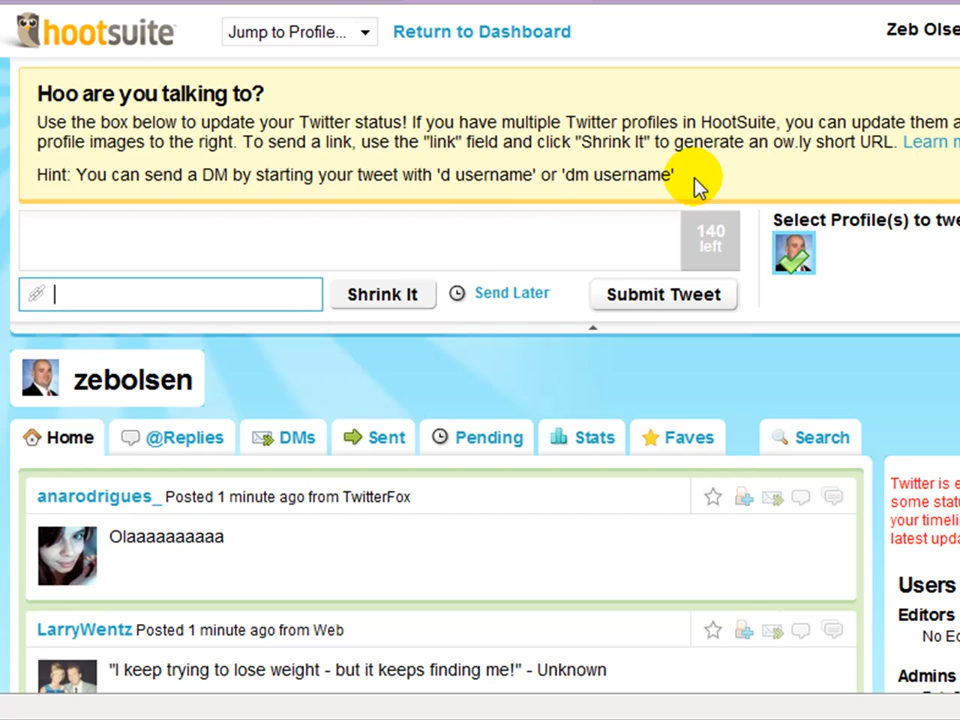 hootsuite
Jump to Profile...
Return to Dashboard
Zeb Olse
Hoo are you talking to?
Use the box below to update your Twitter status! If you have multiple Twitter profiles in HootSuite, you can update them a
profile images to the right. To send a link, use the "link" field and click "Shrink It" to generate an ow.ly short URL. Learn m
Hint: You can send a DM by starting your tweet with 'd username' or 'dm username'
140
left
Select Profile(s) to twe
Shrink It
Send Later
Submit Tweet
zebolsen
Home
@Replies
DMs
Sent
Pending
Stats
Faves
Search
anarodrigues_ Posted 1 minute ago from TwitterFox
Olaaaaaaaaaa
LarryWentz Posted 1 minute ago from Web
"I keep trying to lose weight - but it keeps finding me!" - Unknown
Twitter is e
some statu
your timeli
latest upda
Users
Editors
No Ed
Admins